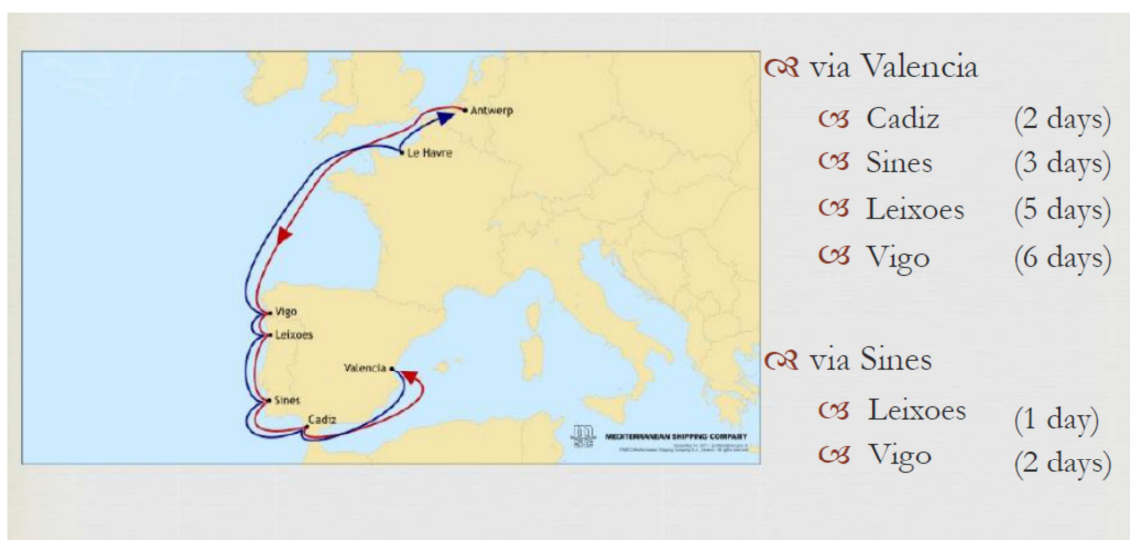 Antwerp
Le Havre
Vigo
Leixoes
Valencia
Sines
Cadiz
MEDITERRANEAN SHIPPING COMPANY
via Valencia
Cadiz (2 days)
Sines (3 days)
Leixoes (5 days)
Vigo (6 days)
via Sines
Leixoes (1 day)
Vigo (2 days)